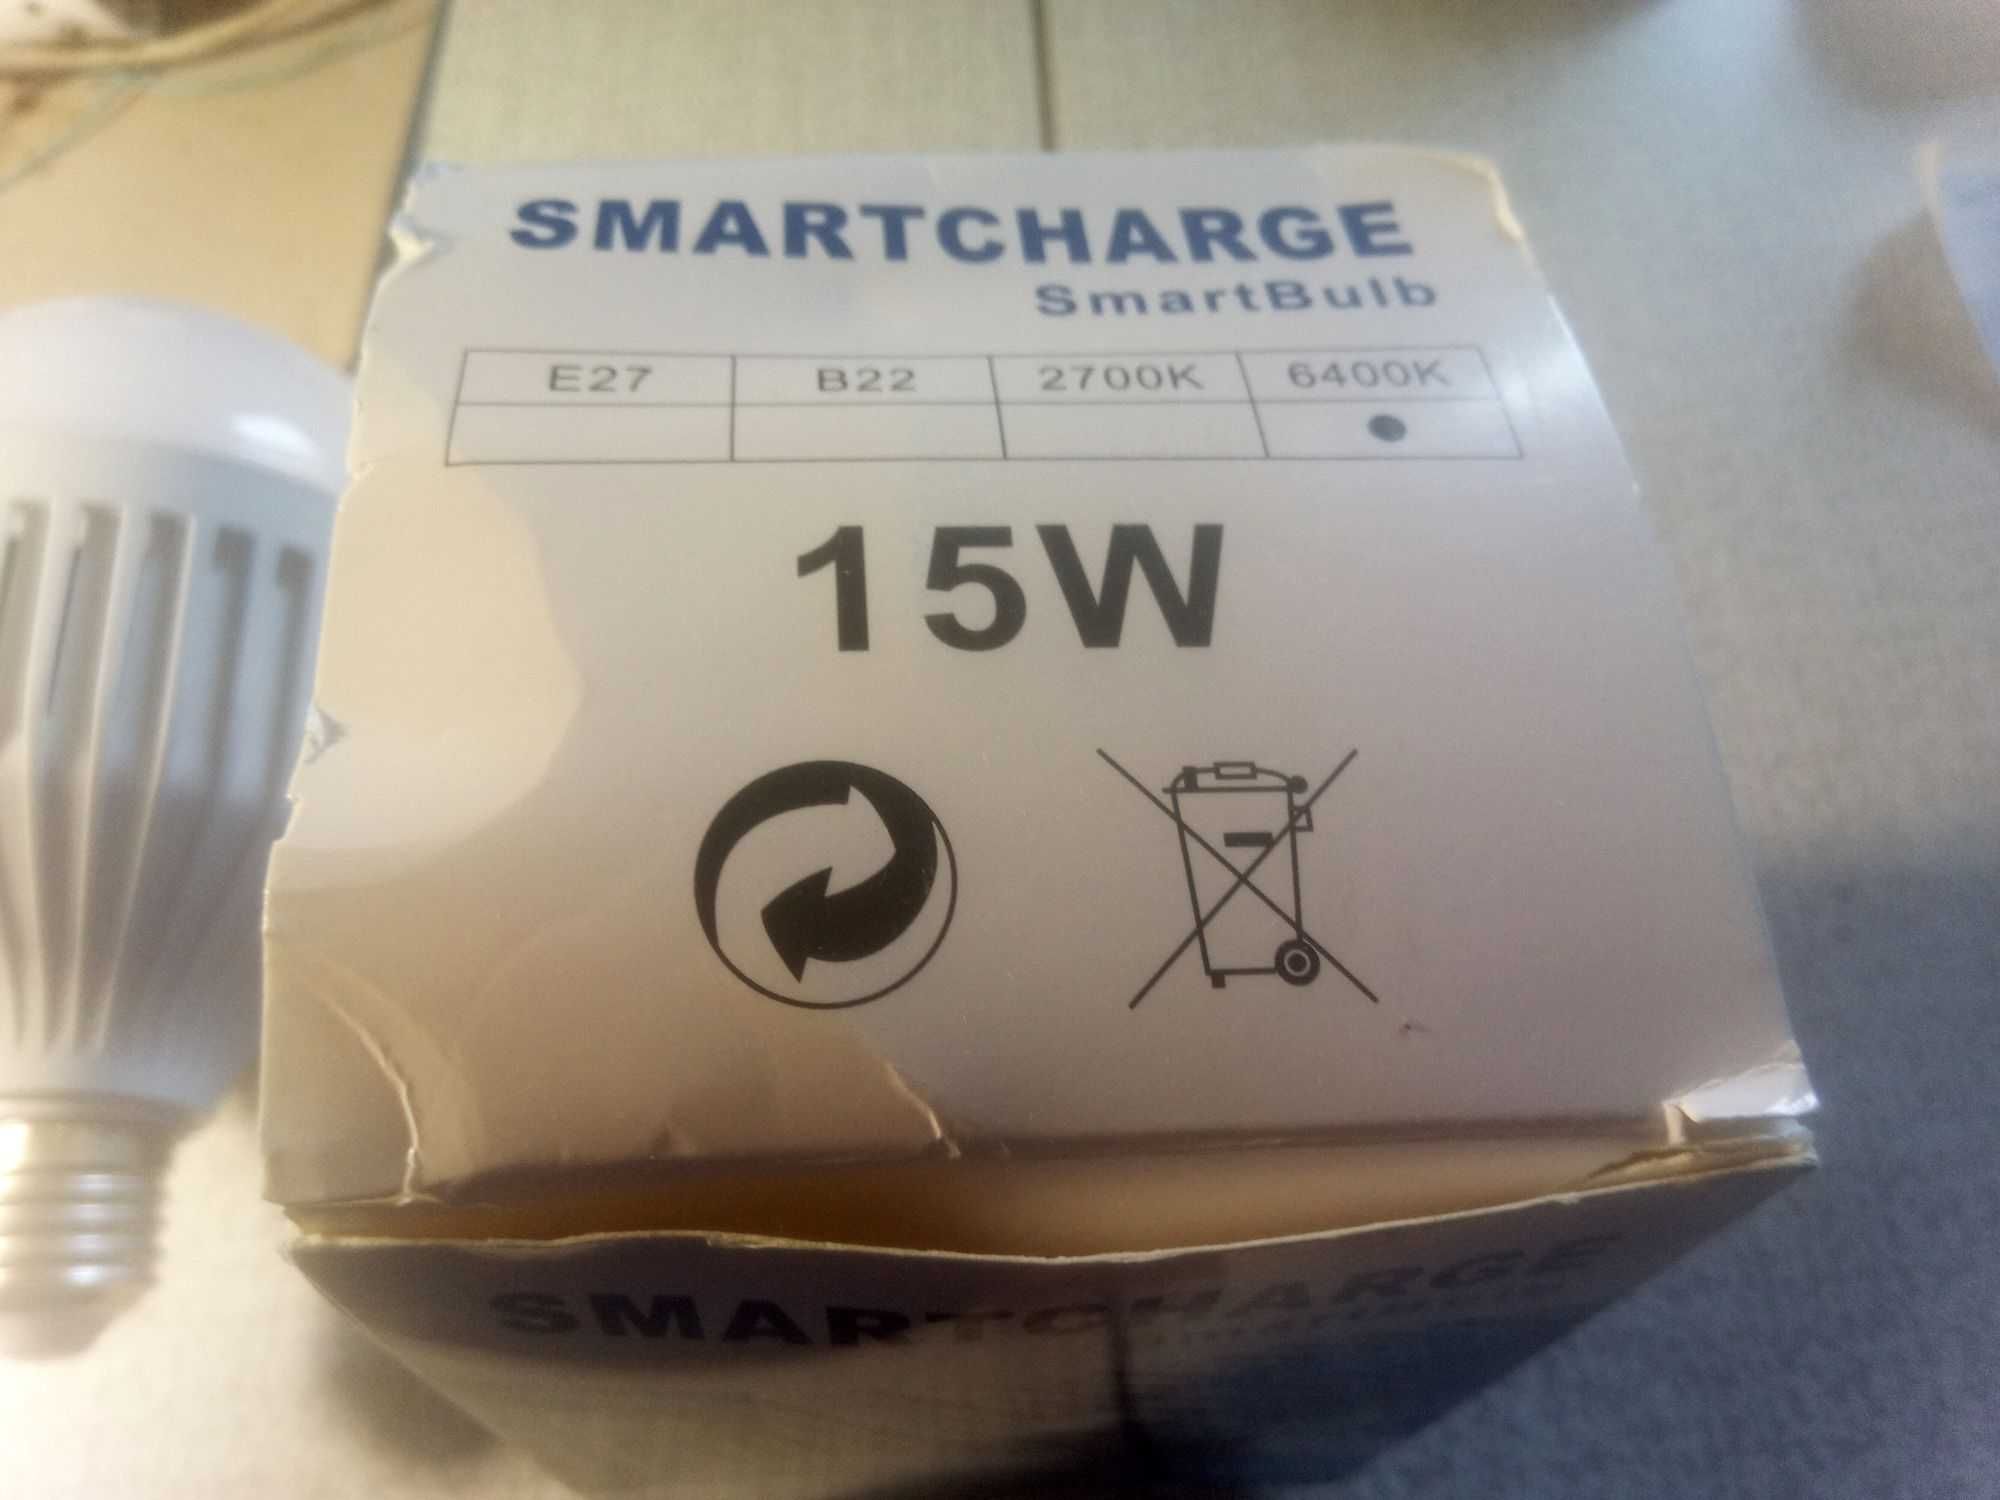 SMARTCHARGE
SmartBulb
E27 B22 2700K 6400K
15W
SMARTCHARGE